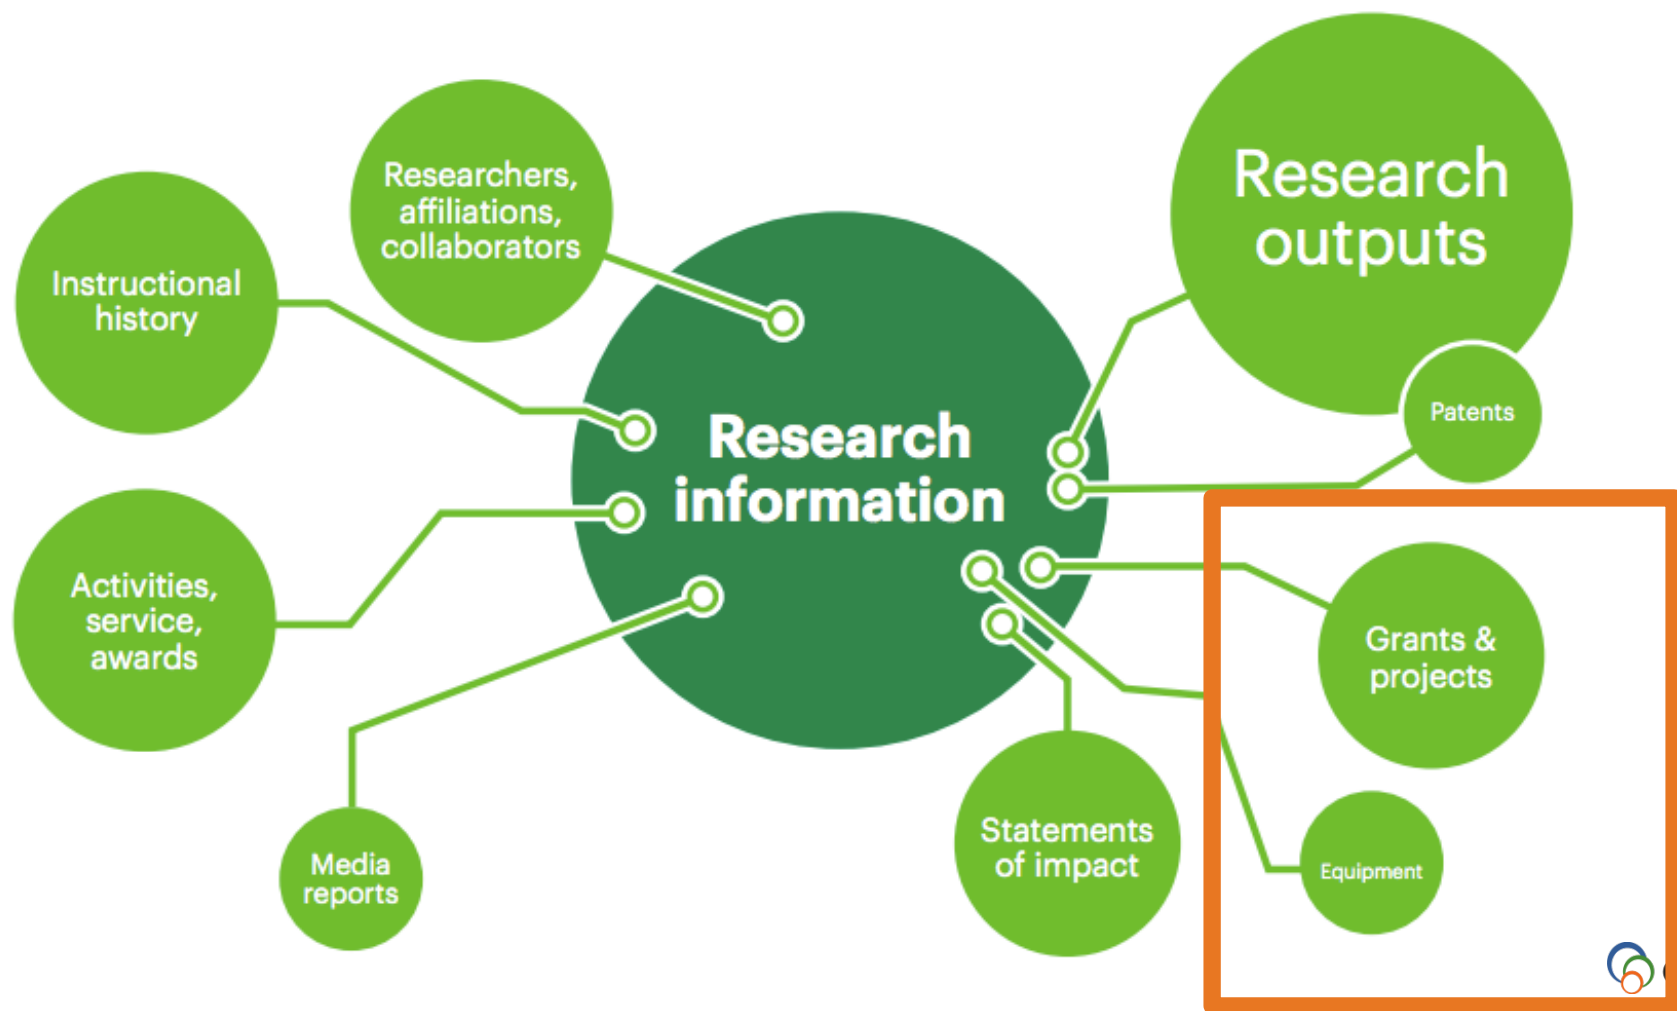 Researchers,
affiliations,
collaborators
Instructional
history
Activities,
service,
awards
Media
reports
Research
information
Research
outputs
Patents
Grants &
projects
Equipment
Statements
of impact